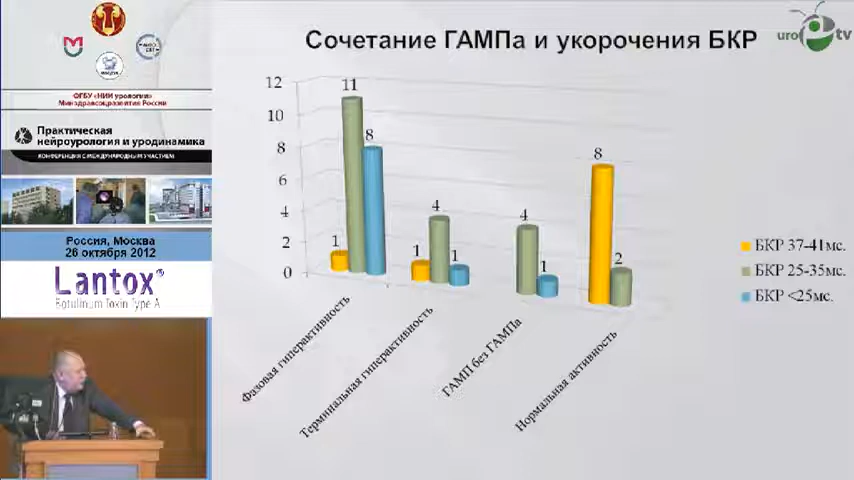 ФГБУ «НИИ урологии»
Минздравсоцразвития России
Практическая
нейроурология и уродинамика
КОНФЕРЕНЦИЯ С МЕЖДУНАРОДНЫМ УЧАСТИЕМ
Россия, Москва
26 октября 2012
Lantox®
Botulinum Toxin Type A
Сочетание ГАМПа и укорочения БКР
uro tv
12
10
8
6
4
2
0
1 11 8
1 4 1
4 1
8 2
Фазовая гиперактивность
Терминальная гиперактивность
ГАМП без ГАМПа
Нормальная активность
БКР 37-41мс.
БКР 25-35мс.
БКР <25мс.